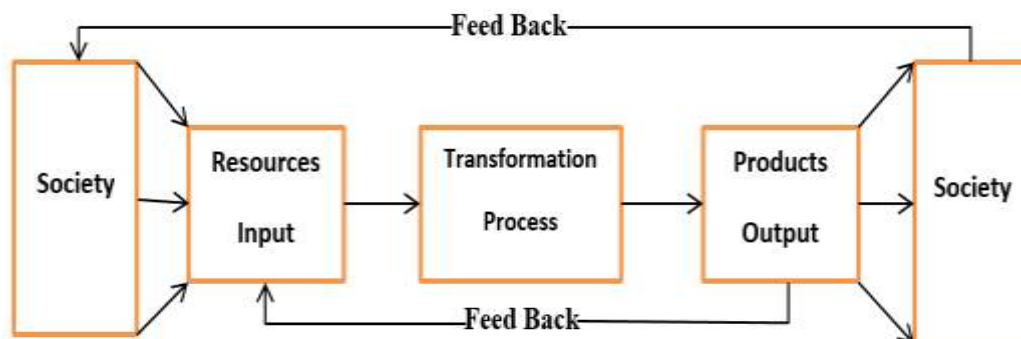 Feed Back
Society
Resources
Input
Transformation
Process
Products
Output
Society
Feed Back